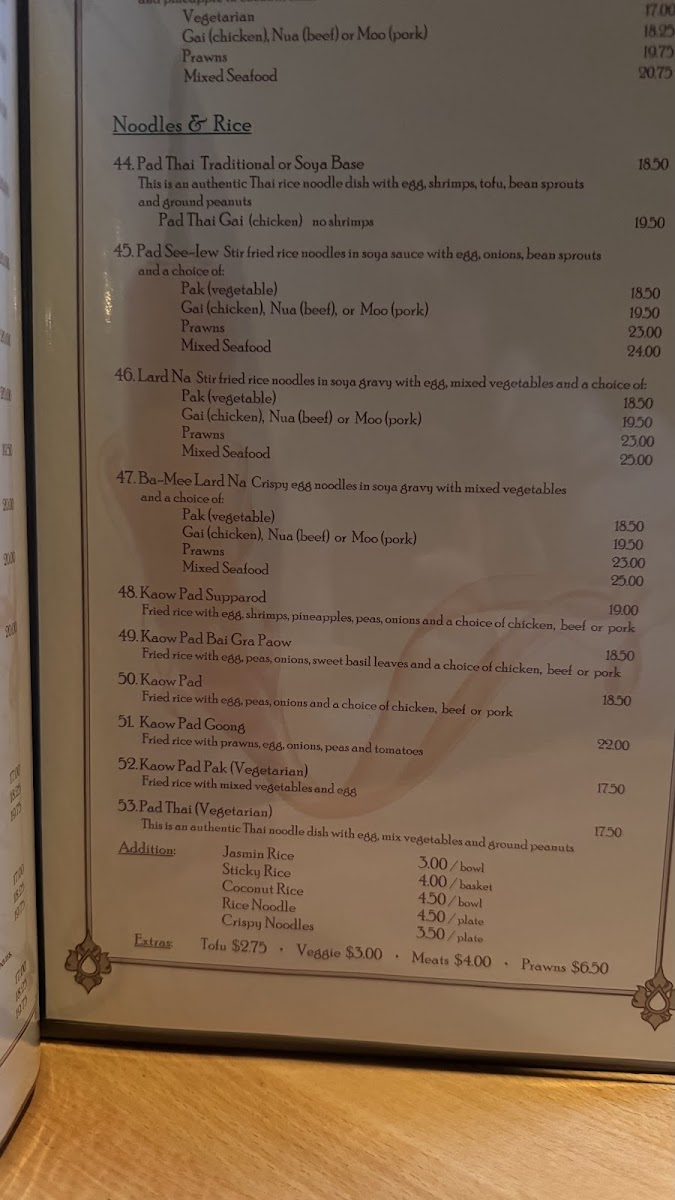 Vegetarian 17.00
Gai (chicken), Nua (beef) or Moo (pork) 18.25
Prawns 19.75
Mixed Seafood 20.75
Noodles & Rice
44. Pad Thai Traditional or Soya Base 18.50
This is an authentic Thai rice noodle dish with egg, shrimps, tofu, bean sprouts
and ground peanuts
Pad Thai Gai (chicken) no shrimps 19.50
45. Pad See-Iew Stir fried rice noodles in soya sauce with egg, onions, bean sprouts
and a choice of:
Pak (vegetable) 18.50
Gai (chicken), Nua (beef), or Moo (pork) 19.50
Prawns 23.00
Mixed Seafood 24.00
46. Lard Na Stir fried rice noodles in soya gravy with egg, mixed vegetables and a choice of:
Pak (vegetable) 18.50
Gai (chicken), Nua (beef) or Moo (pork) 19.50
Prawns 23.00
Mixed Seafood 25.00
47. Ba-Mee Lard Na Crispy egg noodles in soya gravy with mixed vegetables
and a choice of:
Pak (vegetable) 18.50
Gai (chicken), Nua (beef) or Moo (pork) 19.50
Prawns 23.00
Mixed Seafood 25.00
48. Kaow Pad Supparod 19.00
Fried rice with egg, shrimps, pineapples, peas, onions and a choice of chicken, beef or pork
49. Kaow Pad Bai Gra Paow 18.50
Fried rice with egg, peas, onions, sweet basil leaves and a choice of chicken, beef or pork
50. Kaow Pad 18.50
Fried rice with egg, peas, onions and a choice of chicken, beef or pork
51. Kaow Pad Goong 22.00
Fried rice with prawns, egg, onions, peas and tomatoes
52. Kaow Pad Pak (Vegetarian) 17.50
Fried rice with mixed vegetables and egg
53. Pad Thai (Vegetarian) 17.50
This is an authentic Thai noodle dish with egg, mix vegetables and ground peanuts
Addition: Jasmin Rice 3.00 / bowl
Sticky Rice 4.00 / basket
Coconut Rice 4.50 / bowl
Rice Noodle 4.50 / plate
Crispy Noodles 3.50 / plate
Extras: Tofu $2.75 · Veggie $3.00 · Meats $4.00 · Prawns $6.50